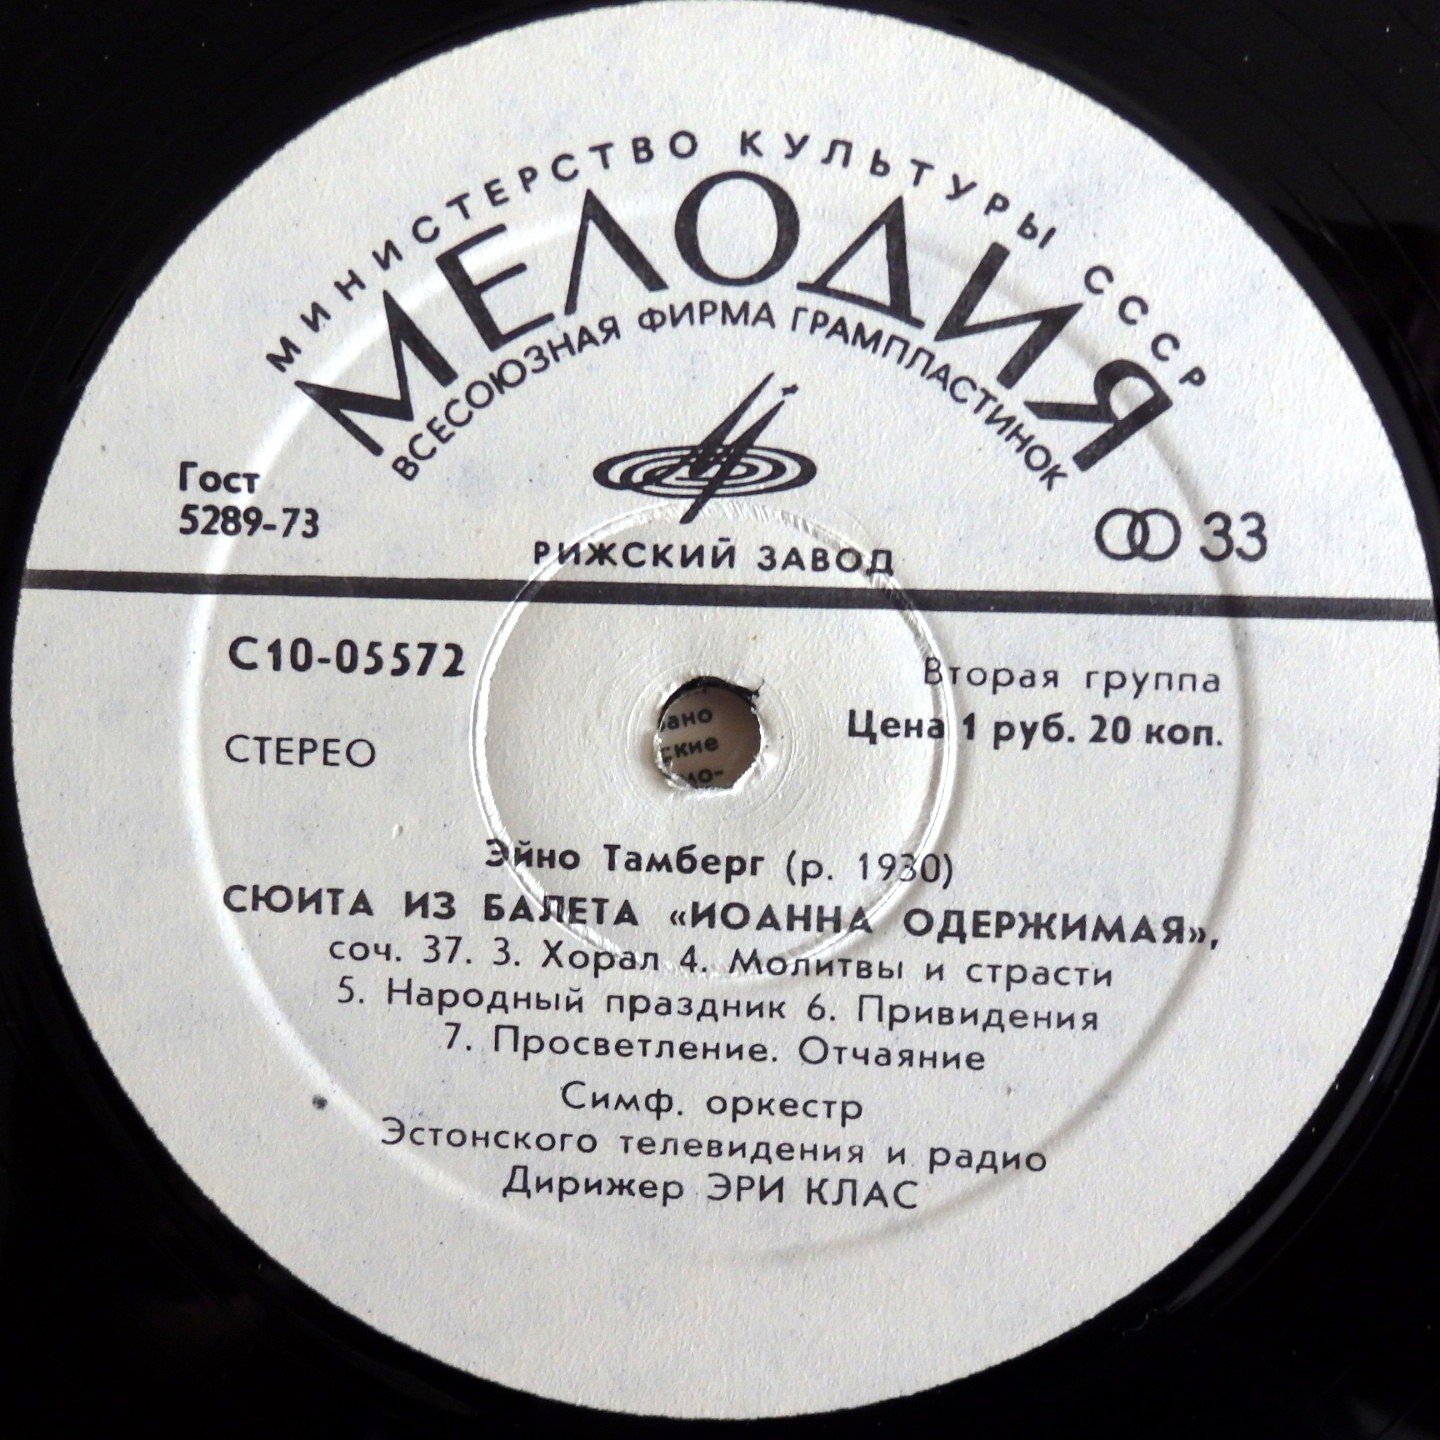 МИНИСТЕРСТВО КУЛЬТУРЫ СССР
МЕЛОДИЯ
ВСЕСОЮЗНАЯ ФИРМА ГРАМПЛАСТИНОК
Гост
5289-73
33
РИЖСКИЙ ЗАВОД
С10-05572
Вторая группа
Цена 1 руб. 20 коп.
СТЕРЕО
Эйно Тамберг (р. 1930)
СЮИТА ИЗ БАЛЕТА «ИОАННА ОДЕРЖИМАЯ»,
соч. 37. 3. Хорал 4. Молитвы и страсти
5. Народный праздник 6. Привидения
7. Просветление. Отчаяние
Симф. оркестр
Эстонского телевидения и радио
Дирижер ЭРИ КЛАС